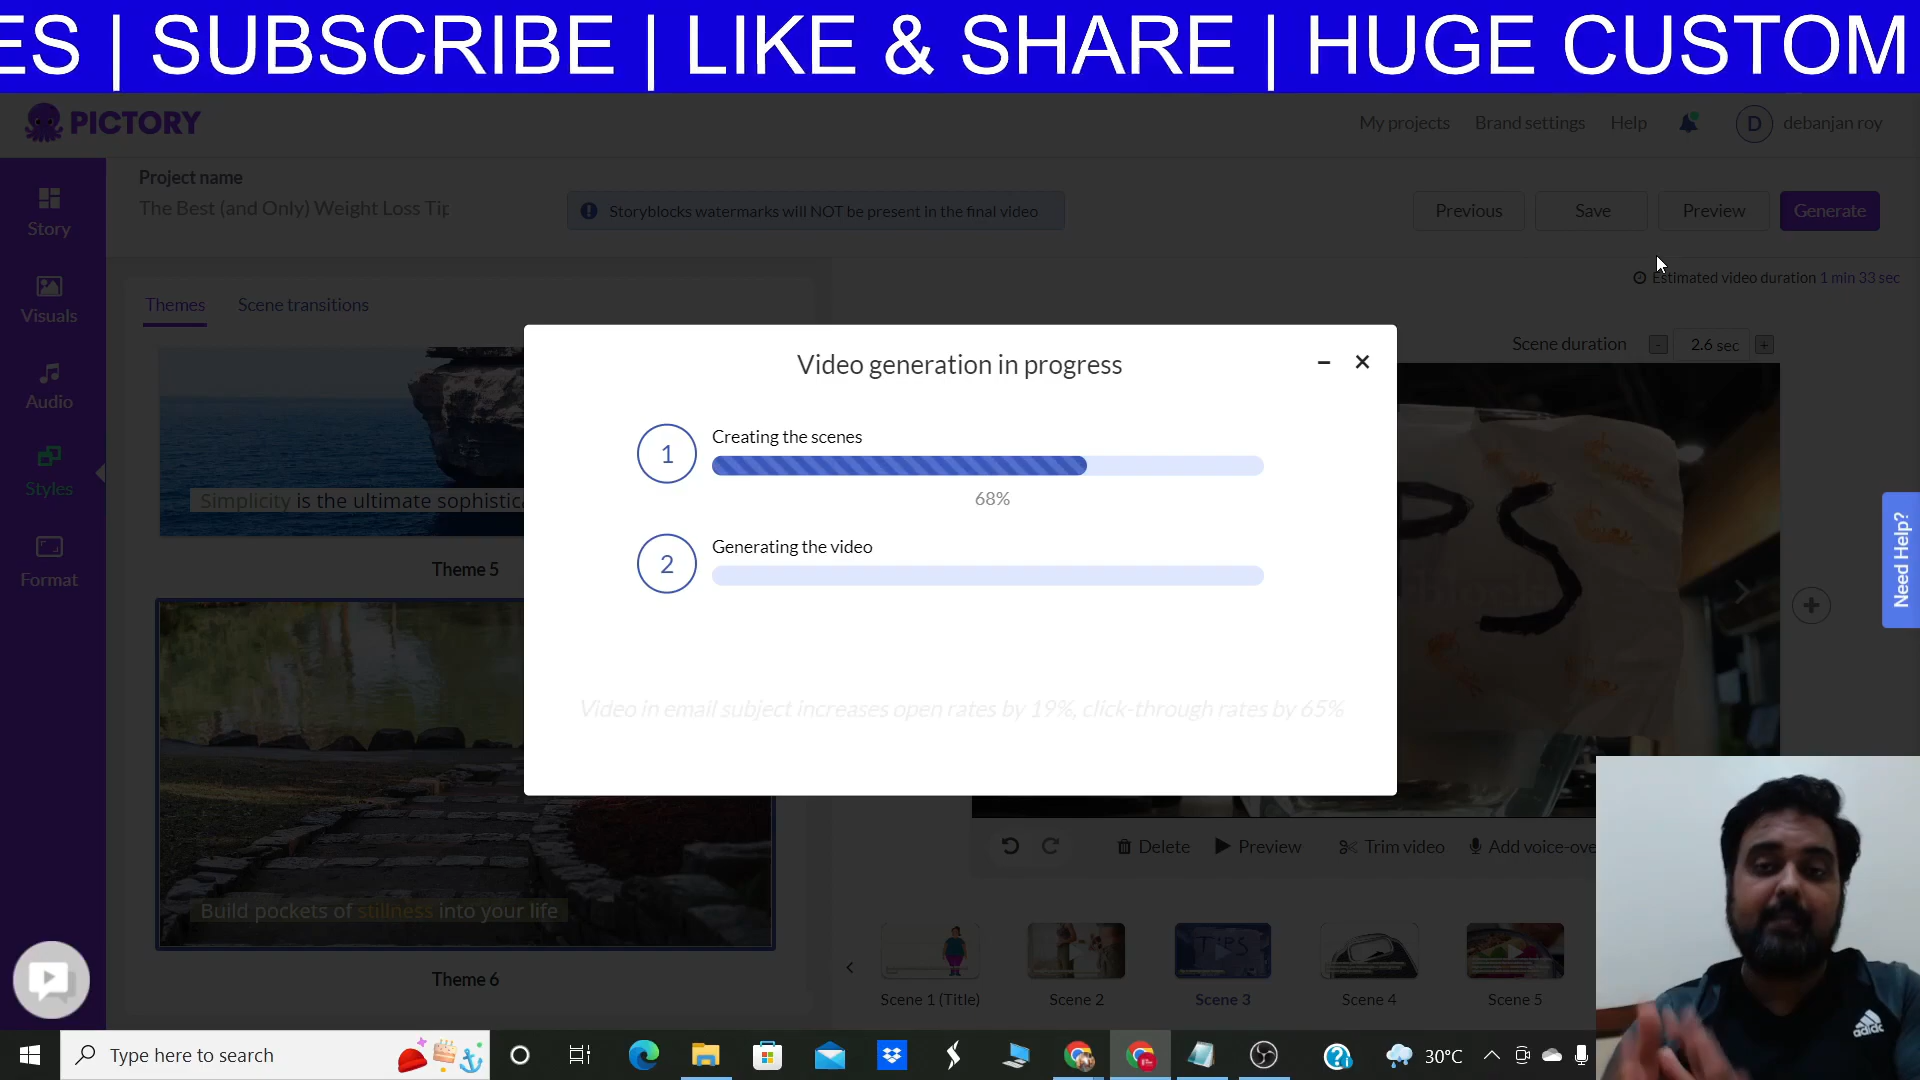 ES | SUBSCRIBE | LIKE & SHARE | HUGE CUSTOM
PICTORY
My projects
Brand settings
Help
D
debanjan roy
Project name
The Best (and Only) Weight Loss Tip
Storyblocks watermarks will NOT be present in the final video
Previous
Save
Preview
Generate
Estimated video duration 1 min 33 sec
Story
Visuals
Audio
Styles
Format
Themes
Scene transitions
Scene duration
-
2.6 sec
+
Simplicity is the ultimate sophistica
Theme 5
Build pockets of stillness into your life
Theme 6
Video generation in progress
1
Creating the scenes
68%
2
Generating the video
Video in email subject increases open rates by 19%, click-through rates by 65%
PS
Need Help?
Delete
Preview
Trim video
Add voice-ove
TIPS
Scene 1 (Title)
Scene 2
Scene 3
Scene 4
Scene 5
adidas
Type here to search
30°C